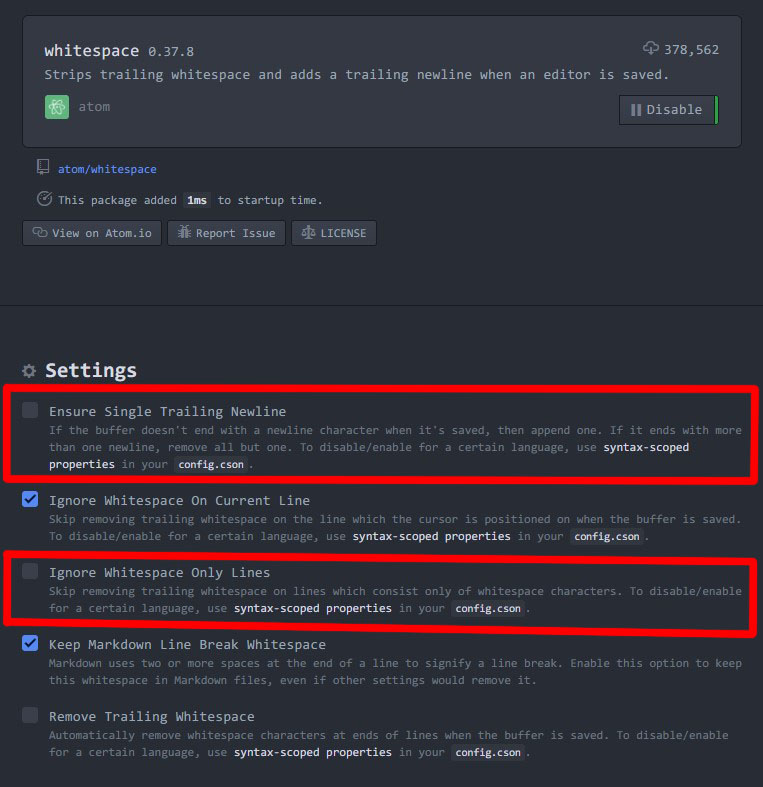 whitespace 0.37.8
378,562
Strips trailing whitespace and adds a trailing newline when an editor is saved.
atom
Disable
atom/whitespace
This package added 1ms to startup time.
View on Atom.io
Report Issue
LICENSE
Settings
Ensure Single Trailing Newline
If the buffer doesn't end with a newline character when it's saved, then append one. If it ends with more
than one newline, remove all but one. To disable/enable for a certain language, use syntax-scoped
properties in your config.cson.
Ignore Whitespace On Current Line
Skip removing trailing whitespace on the line which the cursor is positioned on when the buffer is saved.
To disable/enable for a certain language, use syntax-scoped properties in your config.cson.
Ignore Whitespace Only Lines
Skip removing trailing whitespace on lines which consist only of whitespace characters. To disable/enable
for a certain language, use syntax-scoped properties in your config.cson.
Keep Markdown Line Break Whitespace
Markdown uses two or more spaces at the end of a line to signify a line break. Enable this option to keep
this whitespace in Markdown files, even if other settings would remove it.
Remove Trailing Whitespace
Automatically remove whitespace characters at ends of lines when the buffer is saved. To disable/enable
for a certain language, use syntax-scoped properties in your config.cson.